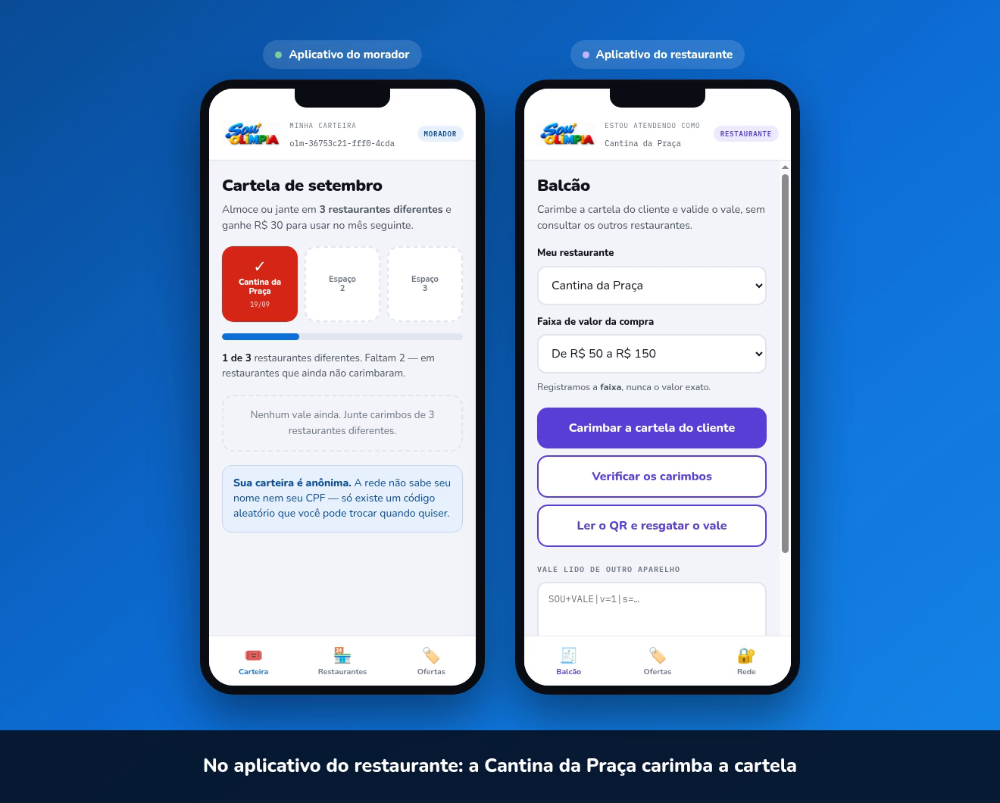 Aplicativo do morador
Sou
OLÍMPIA
MINHA CARTEIRA
olm-36753c21-fff0-4cda
MORADOR
Cartela de setembro
Almoce ou jante em 3 restaurantes diferentes e
ganhe R$ 30 para usar no mês seguinte.
✓
Cantina da
Praça
19/09
Espaço
2
Espaço
3
1 de 3 restaurantes diferentes. Faltam 2 — em
restaurantes que ainda não carimbaram.
Nenhum vale ainda. Junte carimbos de 3
restaurantes diferentes.
Sua carteira é anônima. A rede não sabe seu
nome nem seu CPF — só existe um código
aleatório que você pode trocar quando quiser.
Carteira
Restaurantes
Ofertas
Aplicativo do restaurante
Sou
OLÍMPIA
ESTOU ATENDENDO COMO
Cantina da Praça
RESTAURANTE
Balcão
Carimbe a cartela do cliente e valide o vale, sem
consultar os outros restaurantes.
Meu restaurante
Cantina da Praça
Faixa de valor da compra
De R$ 50 a R$ 150
Registramos a faixa, nunca o valor exato.
Carimbar a cartela do cliente
Verificar os carimbos
Ler o QR e resgatar o vale
VALE LIDO DE OUTRO APARELHO
SOU+VALE|v=1|s=…
Balcão
Ofertas
Rede
No aplicativo do restaurante: a Cantina da Praça carimba a cartela